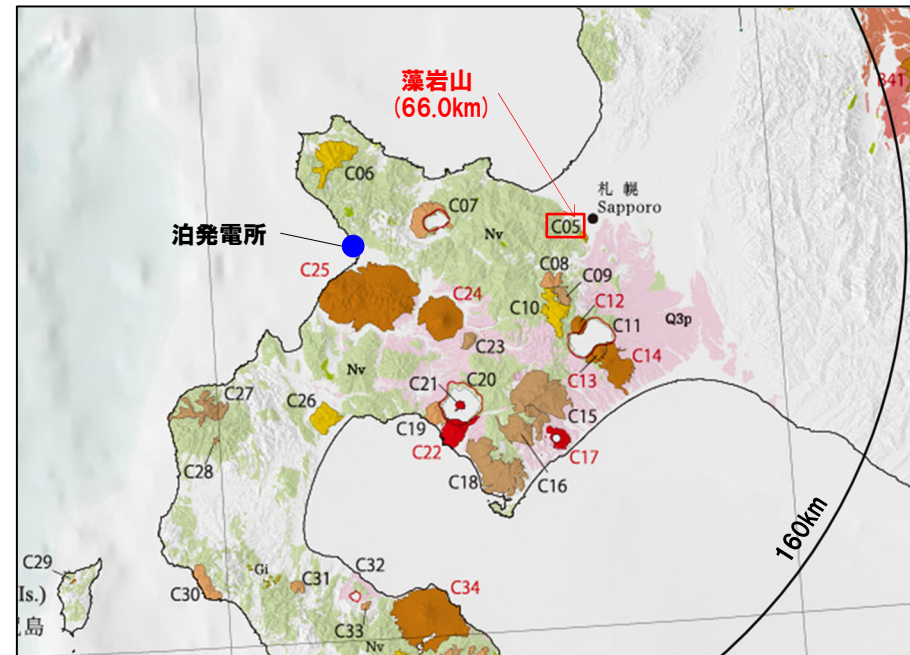 藻岩山
(66.0km)
B41
C06
札幌
Sapporo
C07
C05
Nv
泊発電所
C25
C08
C09
C24
C10
C12
C11
Q3p
C23
C14
C13
Nv
C21
C20
C27
C26
C15
C19
C22
C17
C28
C18
C16
160km
C29
C32
Gi
C31
C34
Is.)
C30
島
C33
Nv